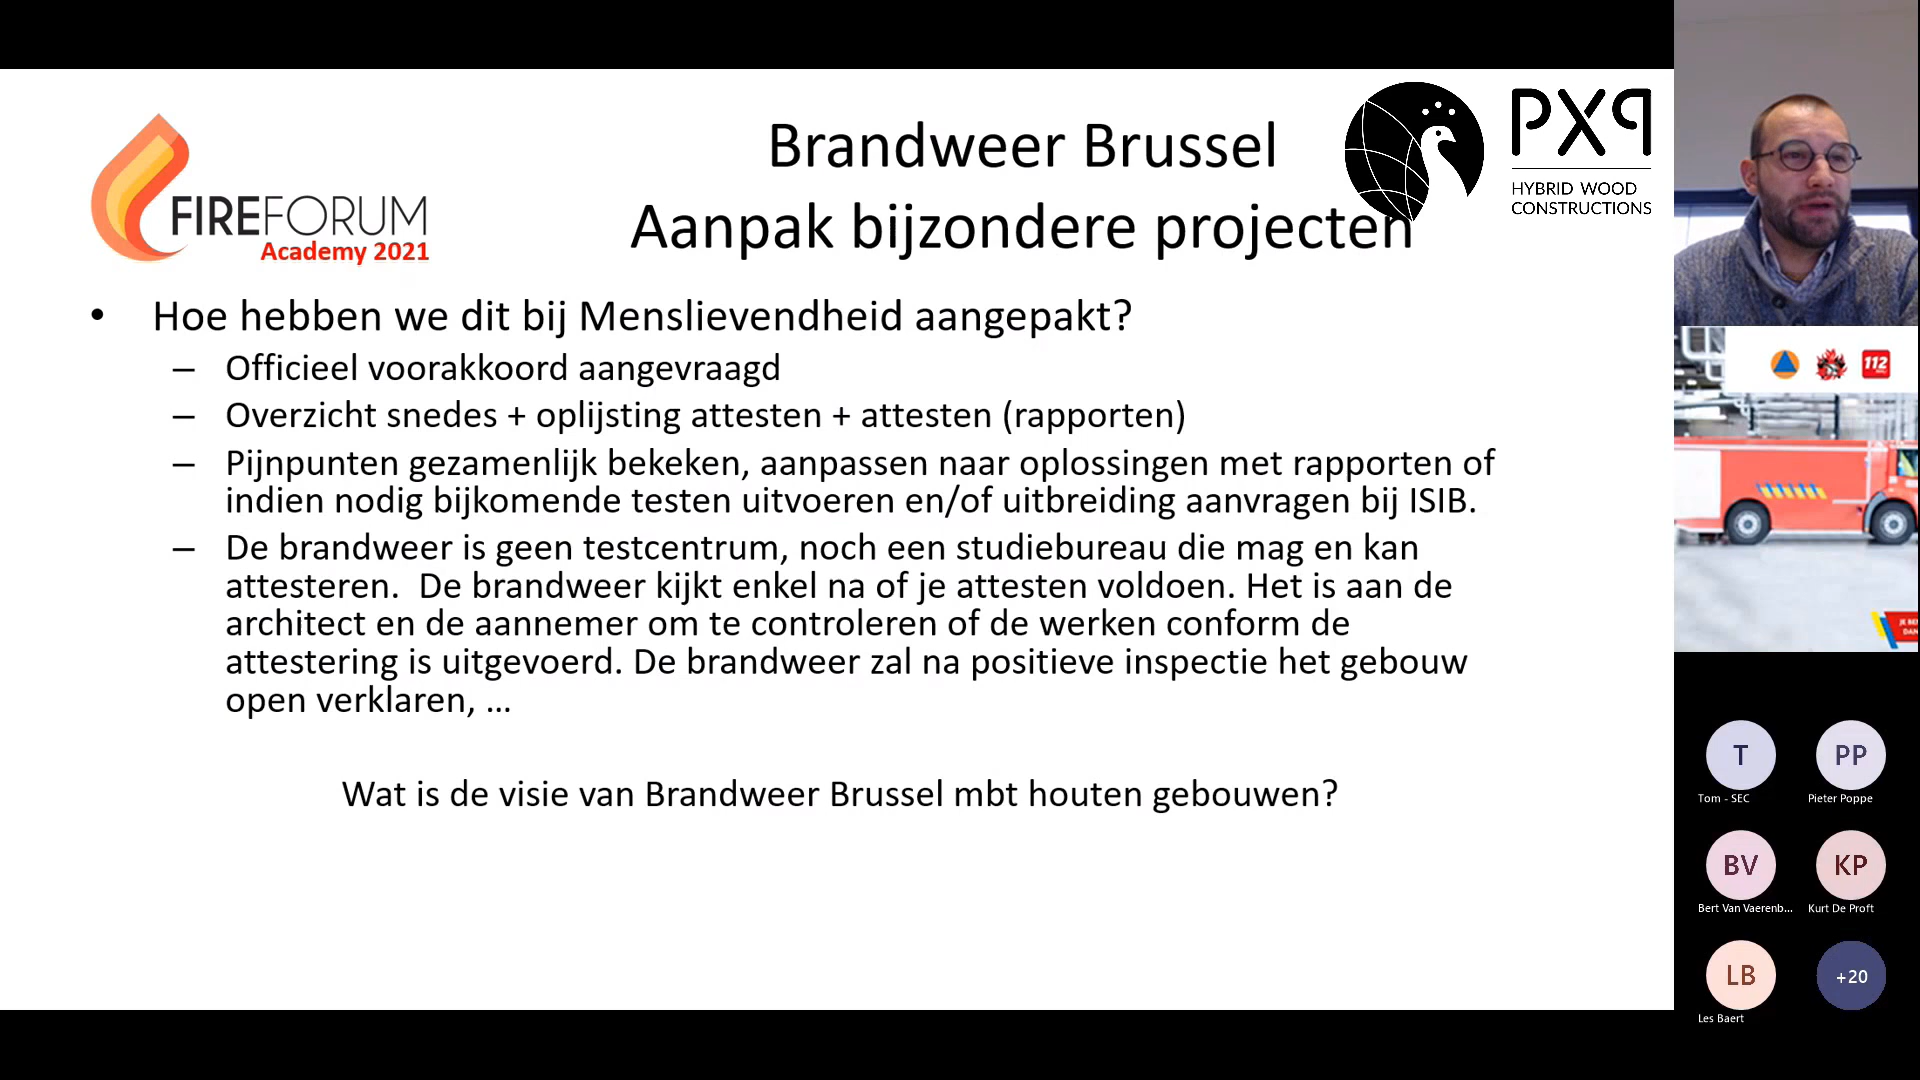 FIREFORUM
Academy 2021
Brandweer Brussel
Aanpak bijzondere projecten
PXP
HYBRID WOOD
CONSTRUCTIONS
• Hoe hebben we dit bij Menslievendheid aangepakt?
– Officieel voorakkoord aangevraagd
– Overzicht snedes + oplijsting attesten + attesten (rapporten)
– Pijnpunten gezamenlijk bekeken, aanpassen naar oplossingen met rapporten of
indien nodig bijkomende testen uitvoeren en/of uitbreiding aanvragen bij ISIB.
– De brandweer is geen testcentrum, noch een studiebureau die mag en kan
attesteren.  De brandweer kijkt enkel na of je attesten voldoen. Het is aan de
architect en de aannemer om te controleren of de werken conform de
attestering is uitgevoerd. De brandweer zal na positieve inspectie het gebouw
open verklaren, ...
Wat is de visie van Brandweer Brussel mbt houten gebouwen?
112
T
Tom - SEC
PP
Pieter Poppe
BV
Bert Van Vaerenb...
KP
Kurt De Proft
LB
Les Baert
+20